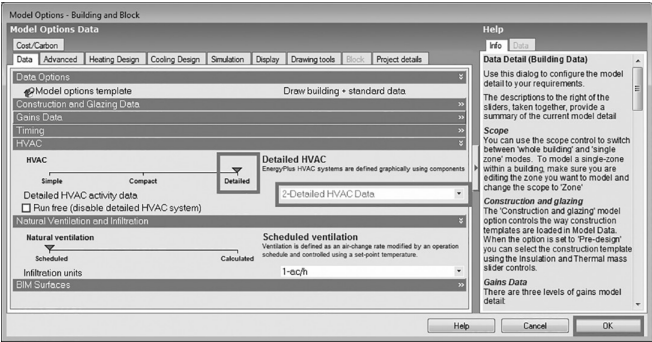 Model Options - Building and Block
Model Options Data
Cost/Carbon
Data Advanced Heating Design Cooling Design Simulation Display Drawing tools Block Project details
Data Options
Model options template Draw building + standard data
Construction and Glazing Data
Gains Data
Timing
HVAC
HVAC
Simple Compact Detailed
Detailed HVAC
EnergyPlus HVAC systems are defined graphically using components
Detailed HVAC activity data 2-Detailed HVAC Data
Run free (disable detailed HVAC system)
Natural Ventilation and Infiltration
Natural ventilation
Scheduled Calculated
Scheduled ventilation
Ventilation is defined as an air-change rate modified by an operation
schedule and controlled using a set-point temperature.
Infiltration units 1-ac/h
BIM Surfaces
Help
Info Data
Data Detail (Building Data)
Use this dialog to configure the model
detail to your requirements.
The descriptions to the right of the
sliders, taken together, provide a
summary of the current model detail
Scope
You can use the scope control to switch
between 'whole building' and 'single
zone' modes. To model a single-zone
within a building, make sure you are
editing the zone you want to model and
change the scope to 'Zone'
Construction and glazing
The 'Construction and glazing' model
option controls the way construction
templates are loaded in Model Data.
When the option is set to 'Pre-design'
you can select the construction template
using the Insulation and Thermal mass
slider controls.
Gains Data
There are three levels of gains model
detail:
Help Cancel OK